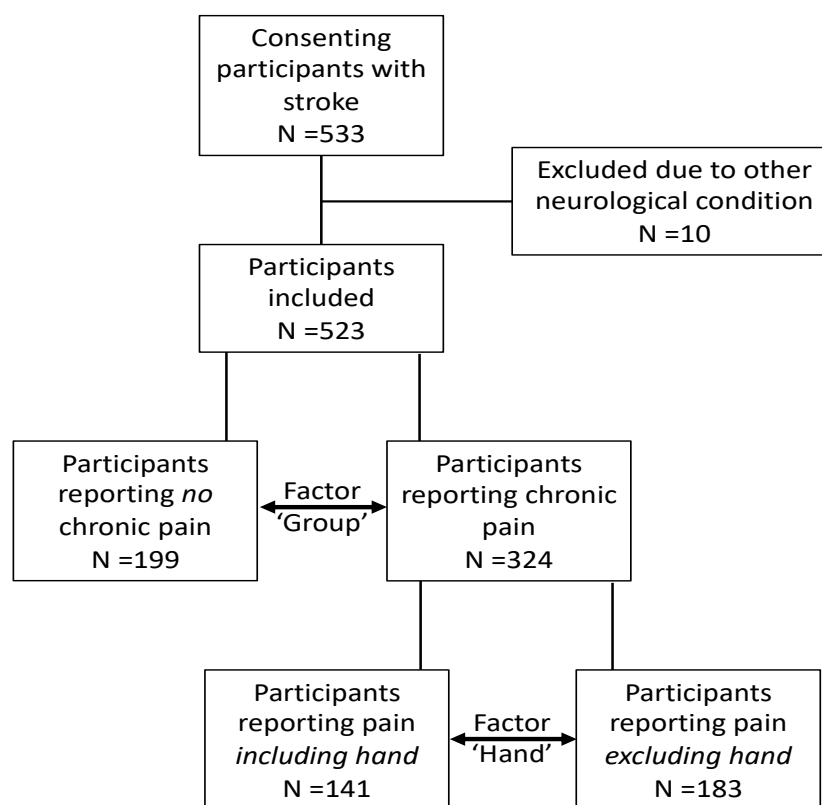 Consenting
participants with
stroke
N =533
Excluded due to other
neurological condition
N =10
Participants
included
N =523
Participants
reporting no
chronic pain
N =199
Factor
‘Group’
Participants
reporting chronic
pain
N =324
Participants
reporting pain
including hand
N =141
Factor
‘Hand’
Participants
reporting pain
excluding hand
N =183